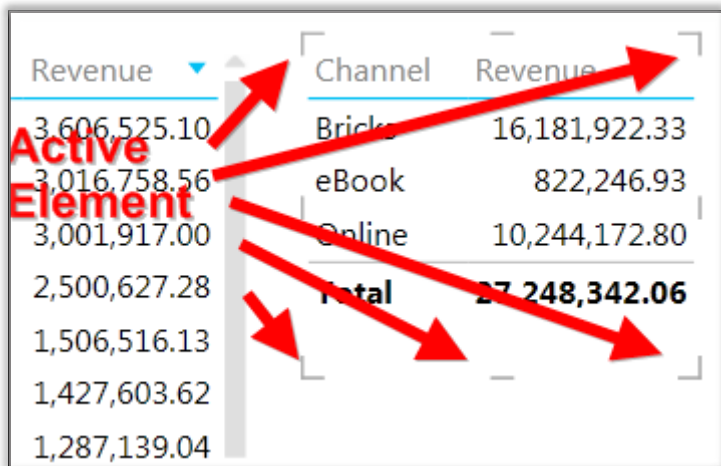 Revenue
3,606,525.10
3,016,758.56
3,001,917.00
2,500,627.28
1,506,516.13
1,427,603.62
1,287,139.04
Active
Element
Channel Revenue
Bricks 16,181,922.33
eBook 822,246.93
Online 10,244,172.80
Total 27,248,342.06